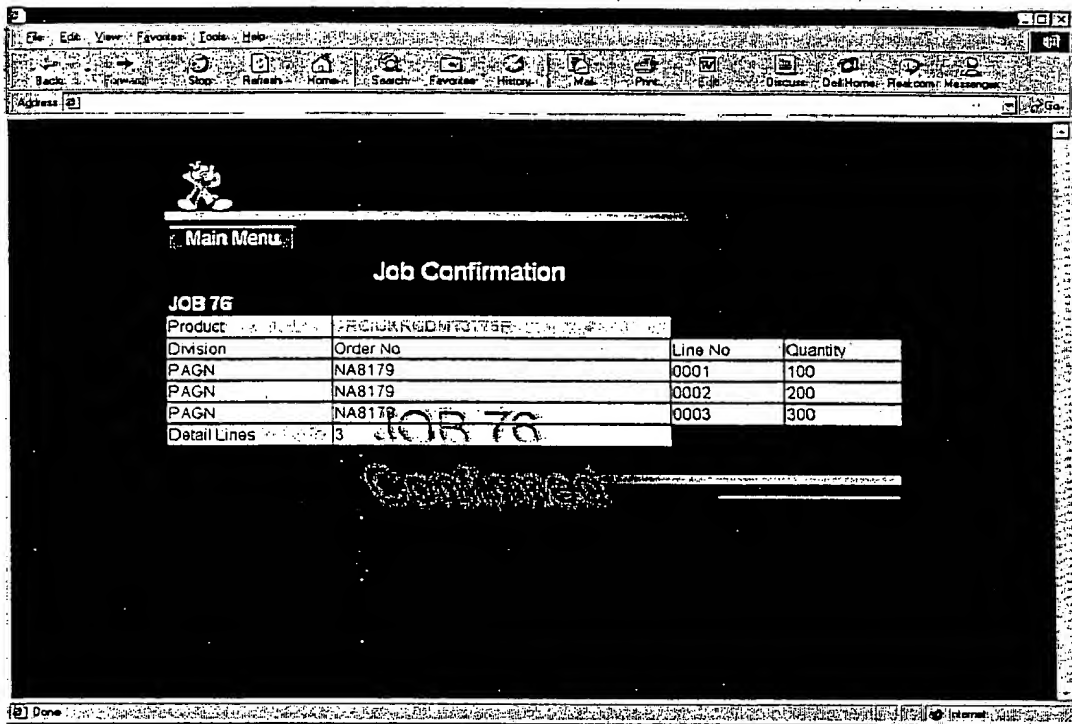 File Edit View Favorites Tools Help
Back Forward Stop Refresh Home Search Favorites History Mail Print Edit Discuss Dell Home Real.com Messenger
Address Go
Main Menu
Job Confirmation
JOB 76
Product
Division Order No Line No Quantity
PAGN NA8179 0001 100
PAGN NA8179 0002 200
PAGN NA8179 0003 300
Detail Lines 3
JOB 76
Confirmed
Done Internet